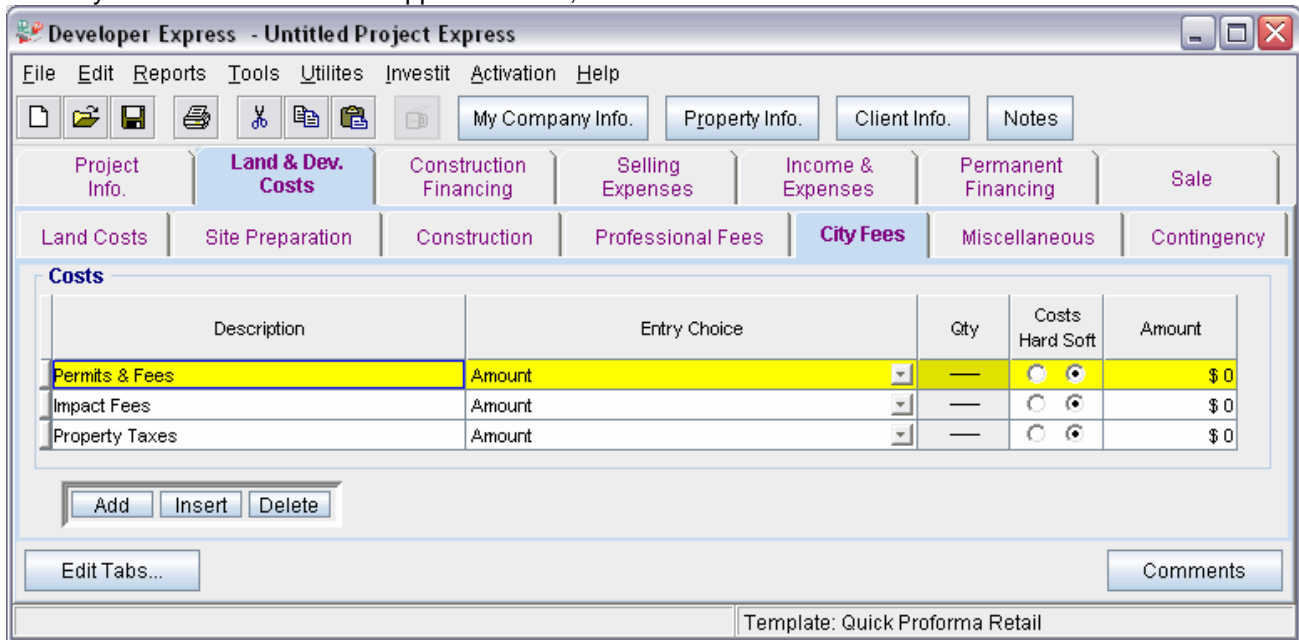 Developer Express - Untitled Project Express
File Edit Reports Tools Utilites Investit Activation Help
My Company Info. Property Info. Client Info. Notes
Project Info. Land & Dev. Costs Construction Financing Selling Expenses Income & Expenses Permanent Financing Sale
Land Costs Site Preparation Construction Professional Fees City Fees Miscellaneous Contingency
Costs
Description Entry Choice Qty Costs Hard Soft Amount
Permits & Fees Amount — $ 0
Impact Fees Amount — $ 0
Property Taxes Amount — $ 0
Add Insert Delete
Edit Tabs... Comments
Template: Quick Proforma Retail